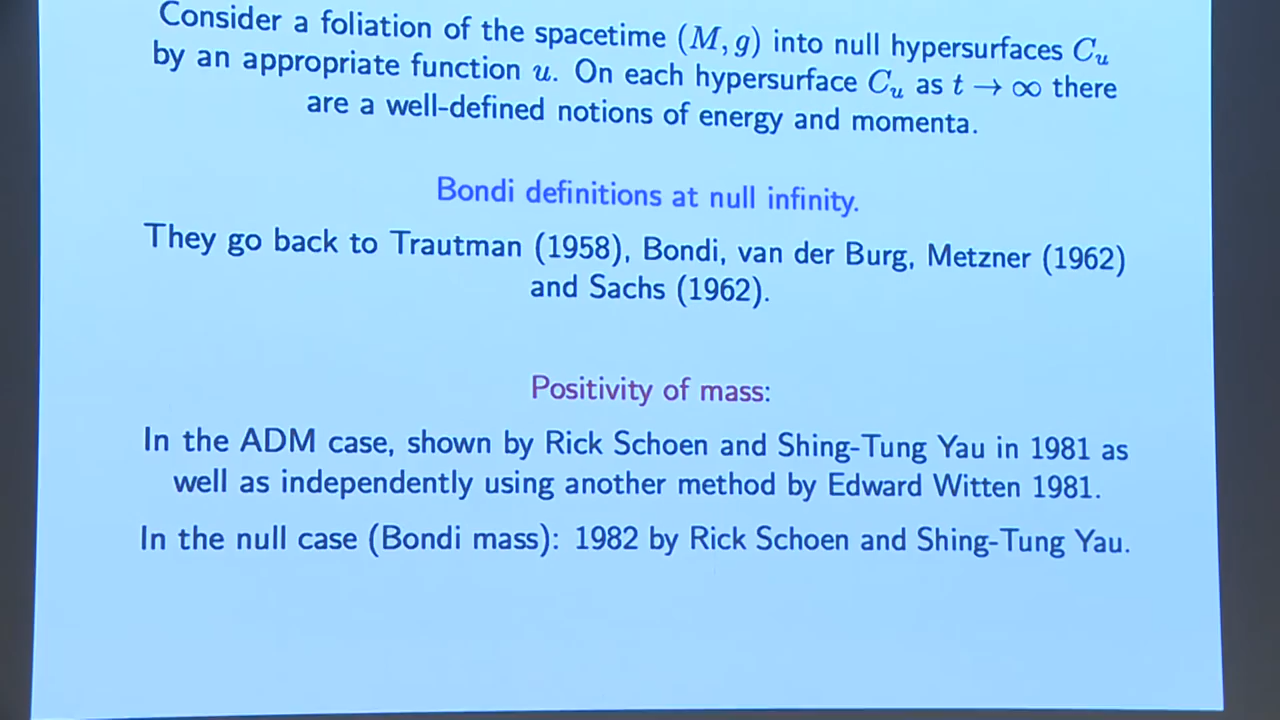 Consider a foliation of the spacetime (M, g) into null hypersurfaces C_u
by an appropriate function u. On each hypersurface C_u as t → ∞ there
are a well-defined notions of energy and momenta.
Bondi definitions at null infinity.
They go back to Trautman (1958), Bondi, van der Burg, Metzner (1962)
and Sachs (1962).
Positivity of mass:
In the ADM case, shown by Rick Schoen and Shing-Tung Yau in 1981 as
well as independently using another method by Edward Witten 1981.
In the null case (Bondi mass): 1982 by Rick Schoen and Shing-Tung Yau.